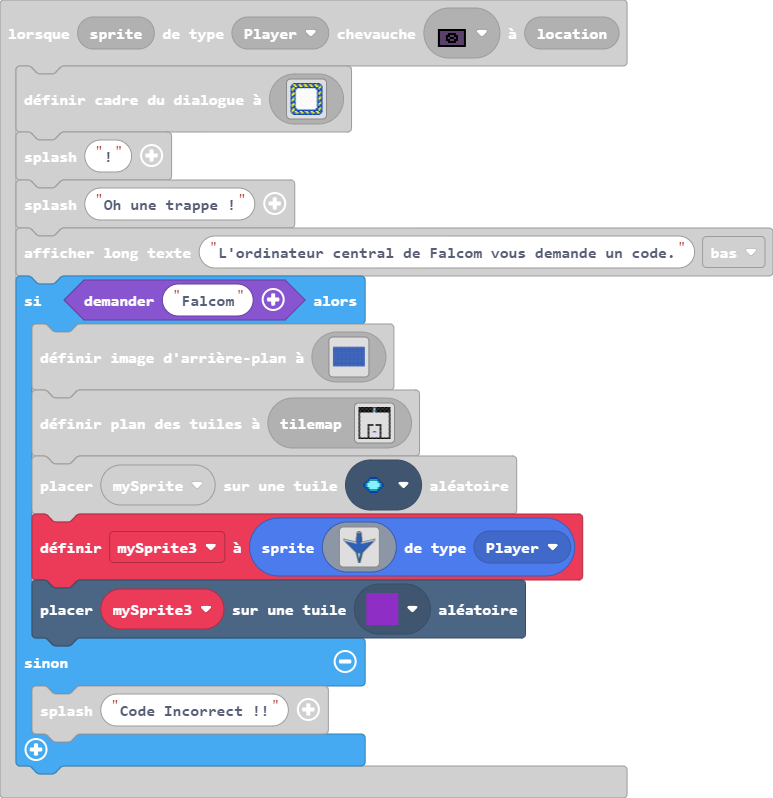 lorsque sprite de type Player chevauche à location
définir cadre du dialogue à
splash "!"
splash "Oh une trappe !"
afficher long texte "L'ordinateur central de Falcom vous demande un code." bas
si demander "Falcom" alors
définir image d'arrière-plan à
définir plan des tuiles à tilemap
placer mySprite sur une tuile aléatoire
définir mySprite3 à sprite de type Player
placer mySprite3 sur une tuile aléatoire
sinon
splash "Code Incorrect !!"